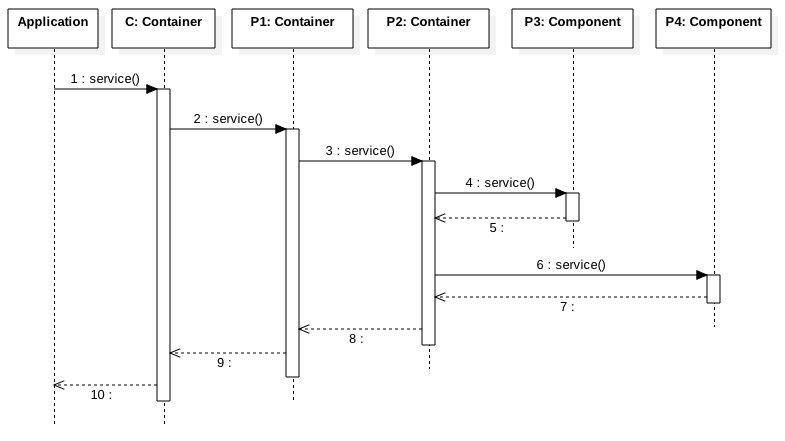 Application
C: Container
P1: Container
P2: Container
P3: Component
P4: Component
1 : service()
2 : service()
3 : service()
4 : service()
5 :
6 : service()
7 :
8 :
9 :
10 :